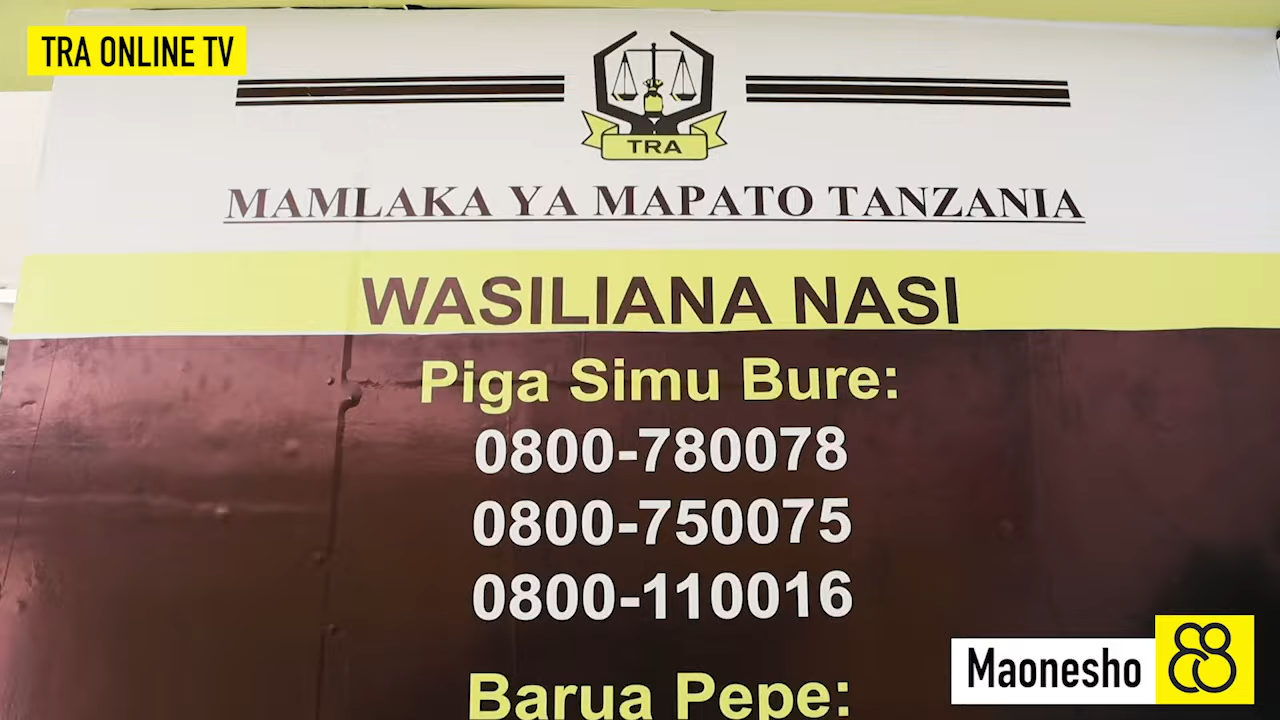 TRA ONLINE TV
TRA
MAMLAKA YA MAPATO TANZANIA
WASILIANA NASI
Piga Simu Bure:
0800-780078
0800-750075
0800-110016
Barua Pepe:
Maonesho 88